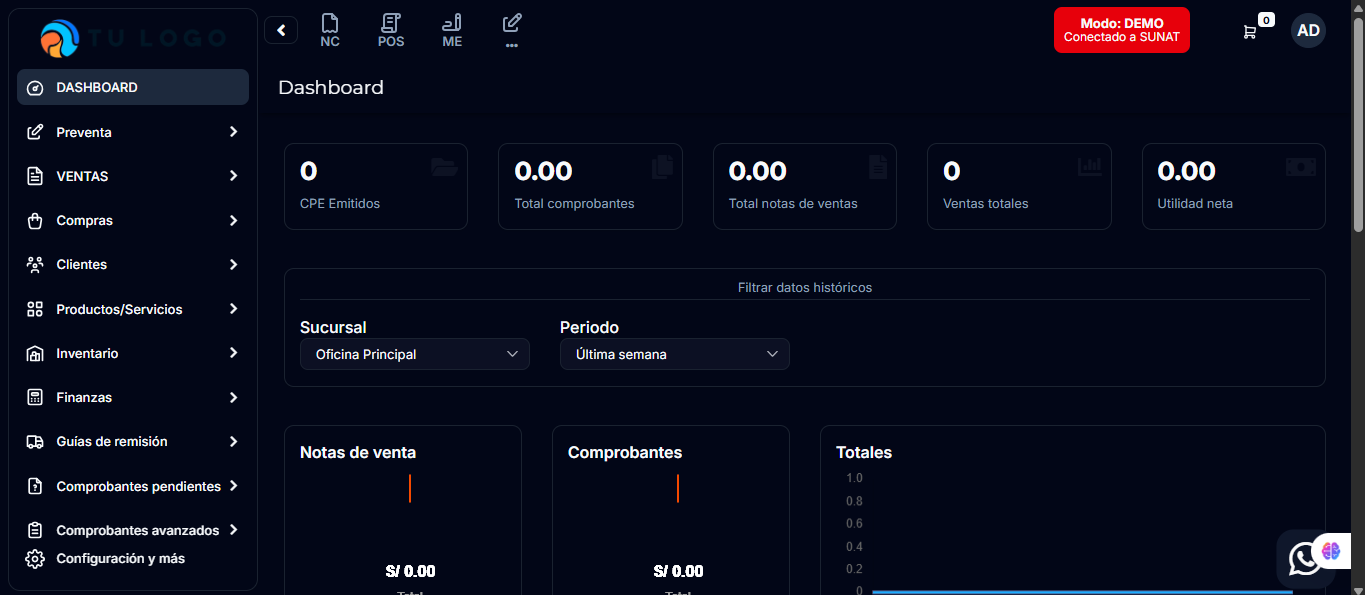 TU LOGO
NC
POS
ME
...
Modo: DEMO
Conectado a SUNAT
0
AD
DASHBOARD
Preventa
VENTAS
Compras
Clientes
Productos/Servicios
Inventario
Finanzas
Guías de remisión
Comprobantes pendientes
Comprobantes avanzados
Configuración y más
Dashboard
0
CPE Emitidos
0.00
Total comprobantes
0.00
Total notas de ventas
0
Ventas totales
0.00
Utilidad neta
Filtrar datos históricos
Sucursal
Oficina Principal
Periodo
Última semana
Notas de venta
S/ 0.00
Total
Comprobantes
S/ 0.00
Total
Totales
1.0
0.8
0.6
0.4
0.2
0